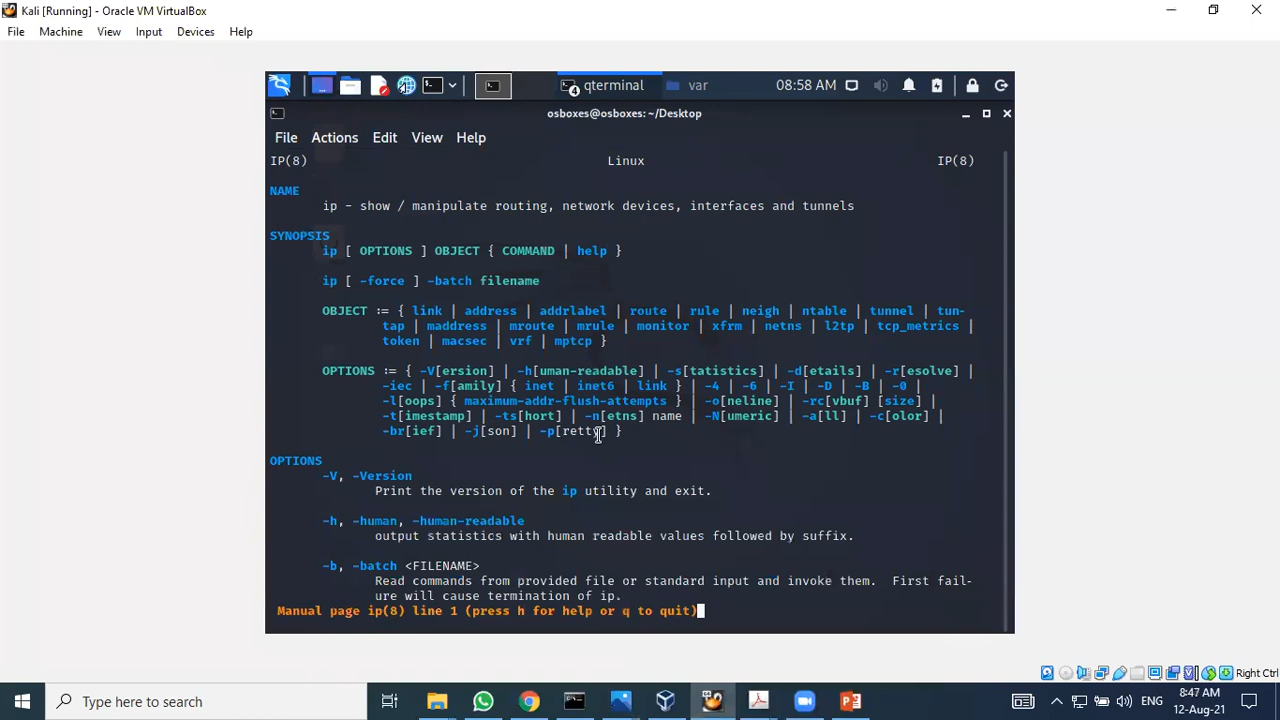 Kali [Running] - Oracle VM VirtualBox
File Machine View Input Devices Help
qterminal var 08:58 AM
4
osboxes@osboxes: ~/Desktop
File Actions Edit View Help
IP(8) Linux IP(8)
NAME
ip - show / manipulate routing, network devices, interfaces and tunnels
SYNOPSIS
ip [ OPTIONS ] OBJECT { COMMAND | help }
ip [ -force ] -batch filename
OBJECT := { link | address | addrlabel | route | rule | neigh | ntable | tunnel | tun-
tap | maddress | mroute | mrule | monitor | xfrm | netns | l2tp | tcp_metrics |
token | macsec | vrf | mptcp }
OPTIONS := { -V[ersion] | -h[uman-readable] | -s[tatistics] | -d[etails] | -r[esolve] |
-iec | -f[amily] { inet | inet6 | link } | -4 | -6 | -I | -D | -B | -0 |
-l[oops] { maximum-addr-flush-attempts } | -o[neline] | -rc[vbuf] [size] |
-t[imestamp] | -ts[hort] | -n[etns] name | -N[umeric] | -a[ll] | -c[olor] |
-br[ief] | -j[son] | -p[retty] }
OPTIONS
-V, -Version
Print the version of the ip utility and exit.
-h, -human, -human-readable
output statistics with human readable values followed by suffix.
-b, -batch <FILENAME>
Read commands from provided file or standard input and invoke them. First fail-
ure will cause termination of ip.
Manual page ip(8) line 1 (press h for help or q to quit)
Right Ctrl
Type here to search
ENG
8:47 AM
12-Aug-21